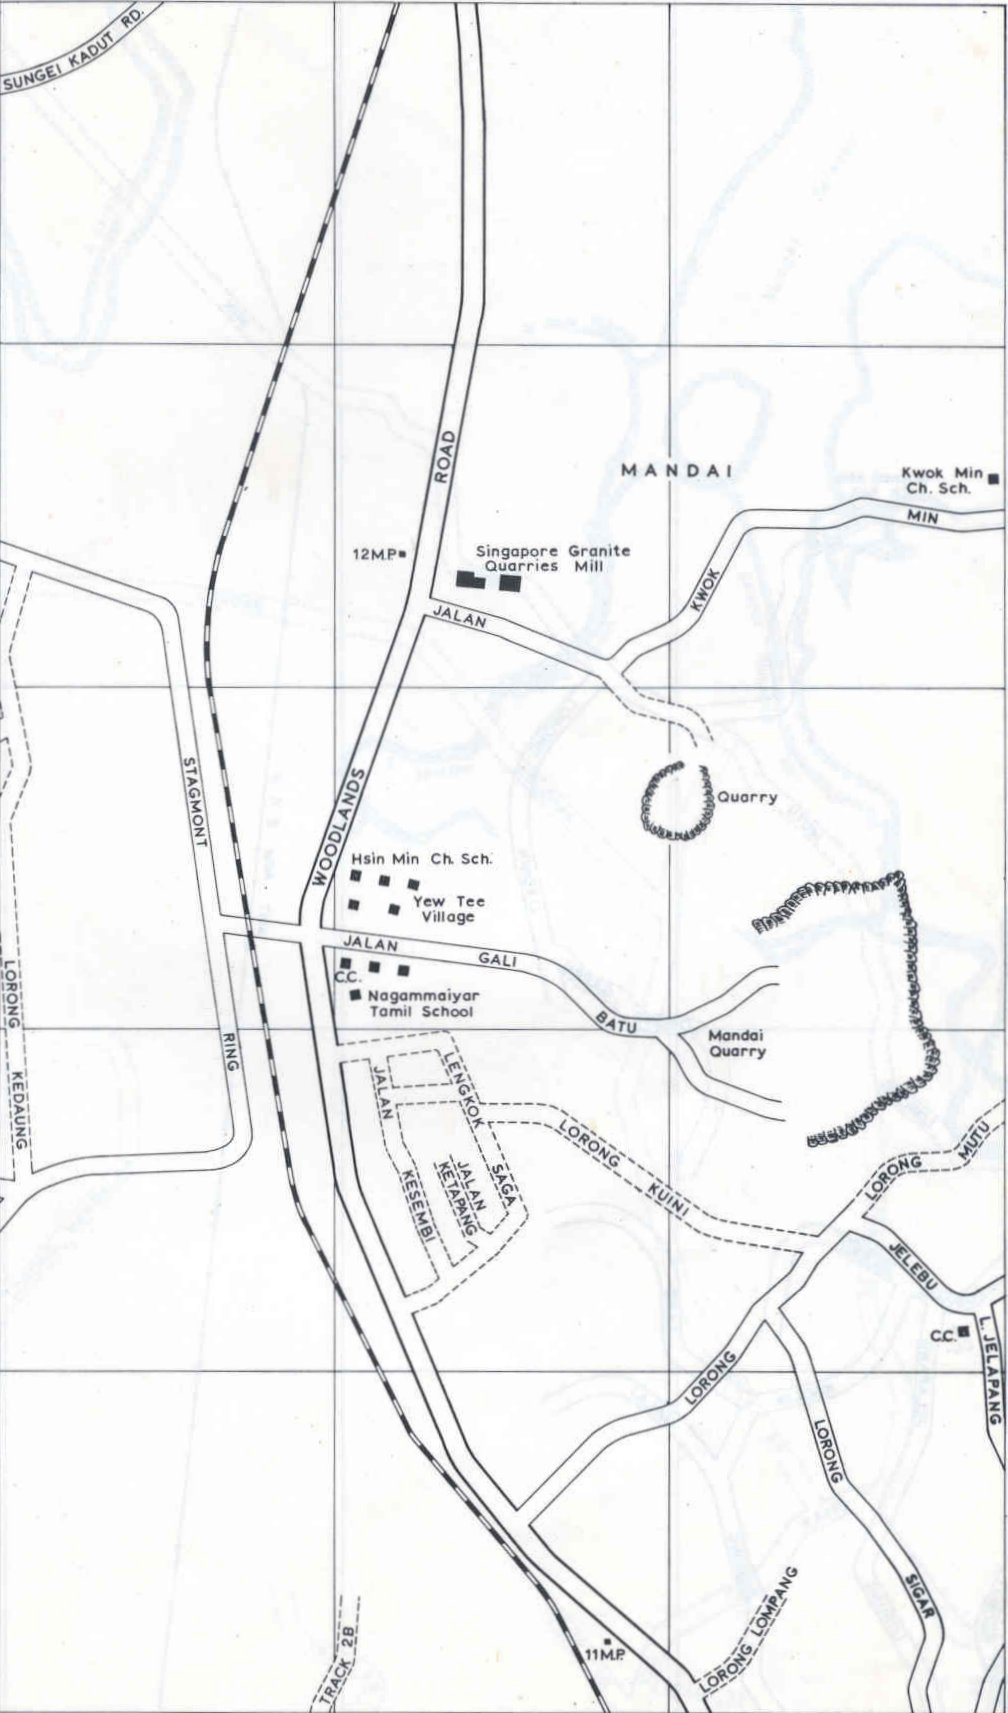 SUNGEI KADUT RD.
ROAD
MANDAI
Kwok Min
Ch. Sch.
MIN
12M.P.
Singapore Granite
Quarries Mill
KWOK
JALAN
STAGMONT
WOODLANDS
Quarry
Hsin Min Ch. Sch.
Yew Tee
Village
JALAN
GALI
BATU
C.C.
Nagammaiyar
Tamil School
Mandai
Quarry
LORONG
KEDAUNG
RING
LENGKOK
SAGA
JALAN
KESEMBI
JALAN
KETAPANG
LORONG
KUINI
LORONG
MUTU
JELEBU
C.C.
L. JELAPANG
LORONG
LORONG
SIGAR
LORONG LOMPANG
11M.P.
TRACK 2B